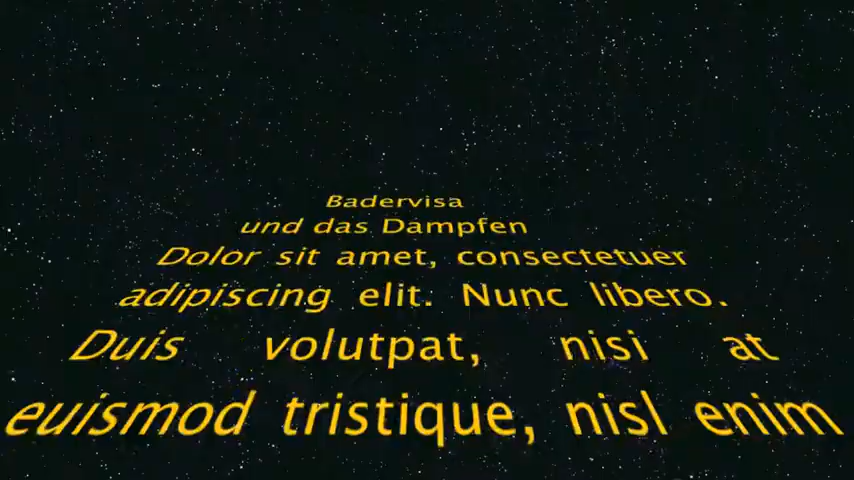 Badervisa
und das Dampfen
Dolor sit amet, consectetuer
adipiscing elit. Nunc libero.
Duis volutpat, nisi at
euismod tristique, nisl enim